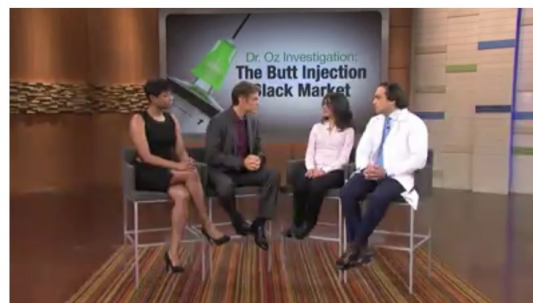 Dr. Oz Investigation:
The Butt Injection
Black Market